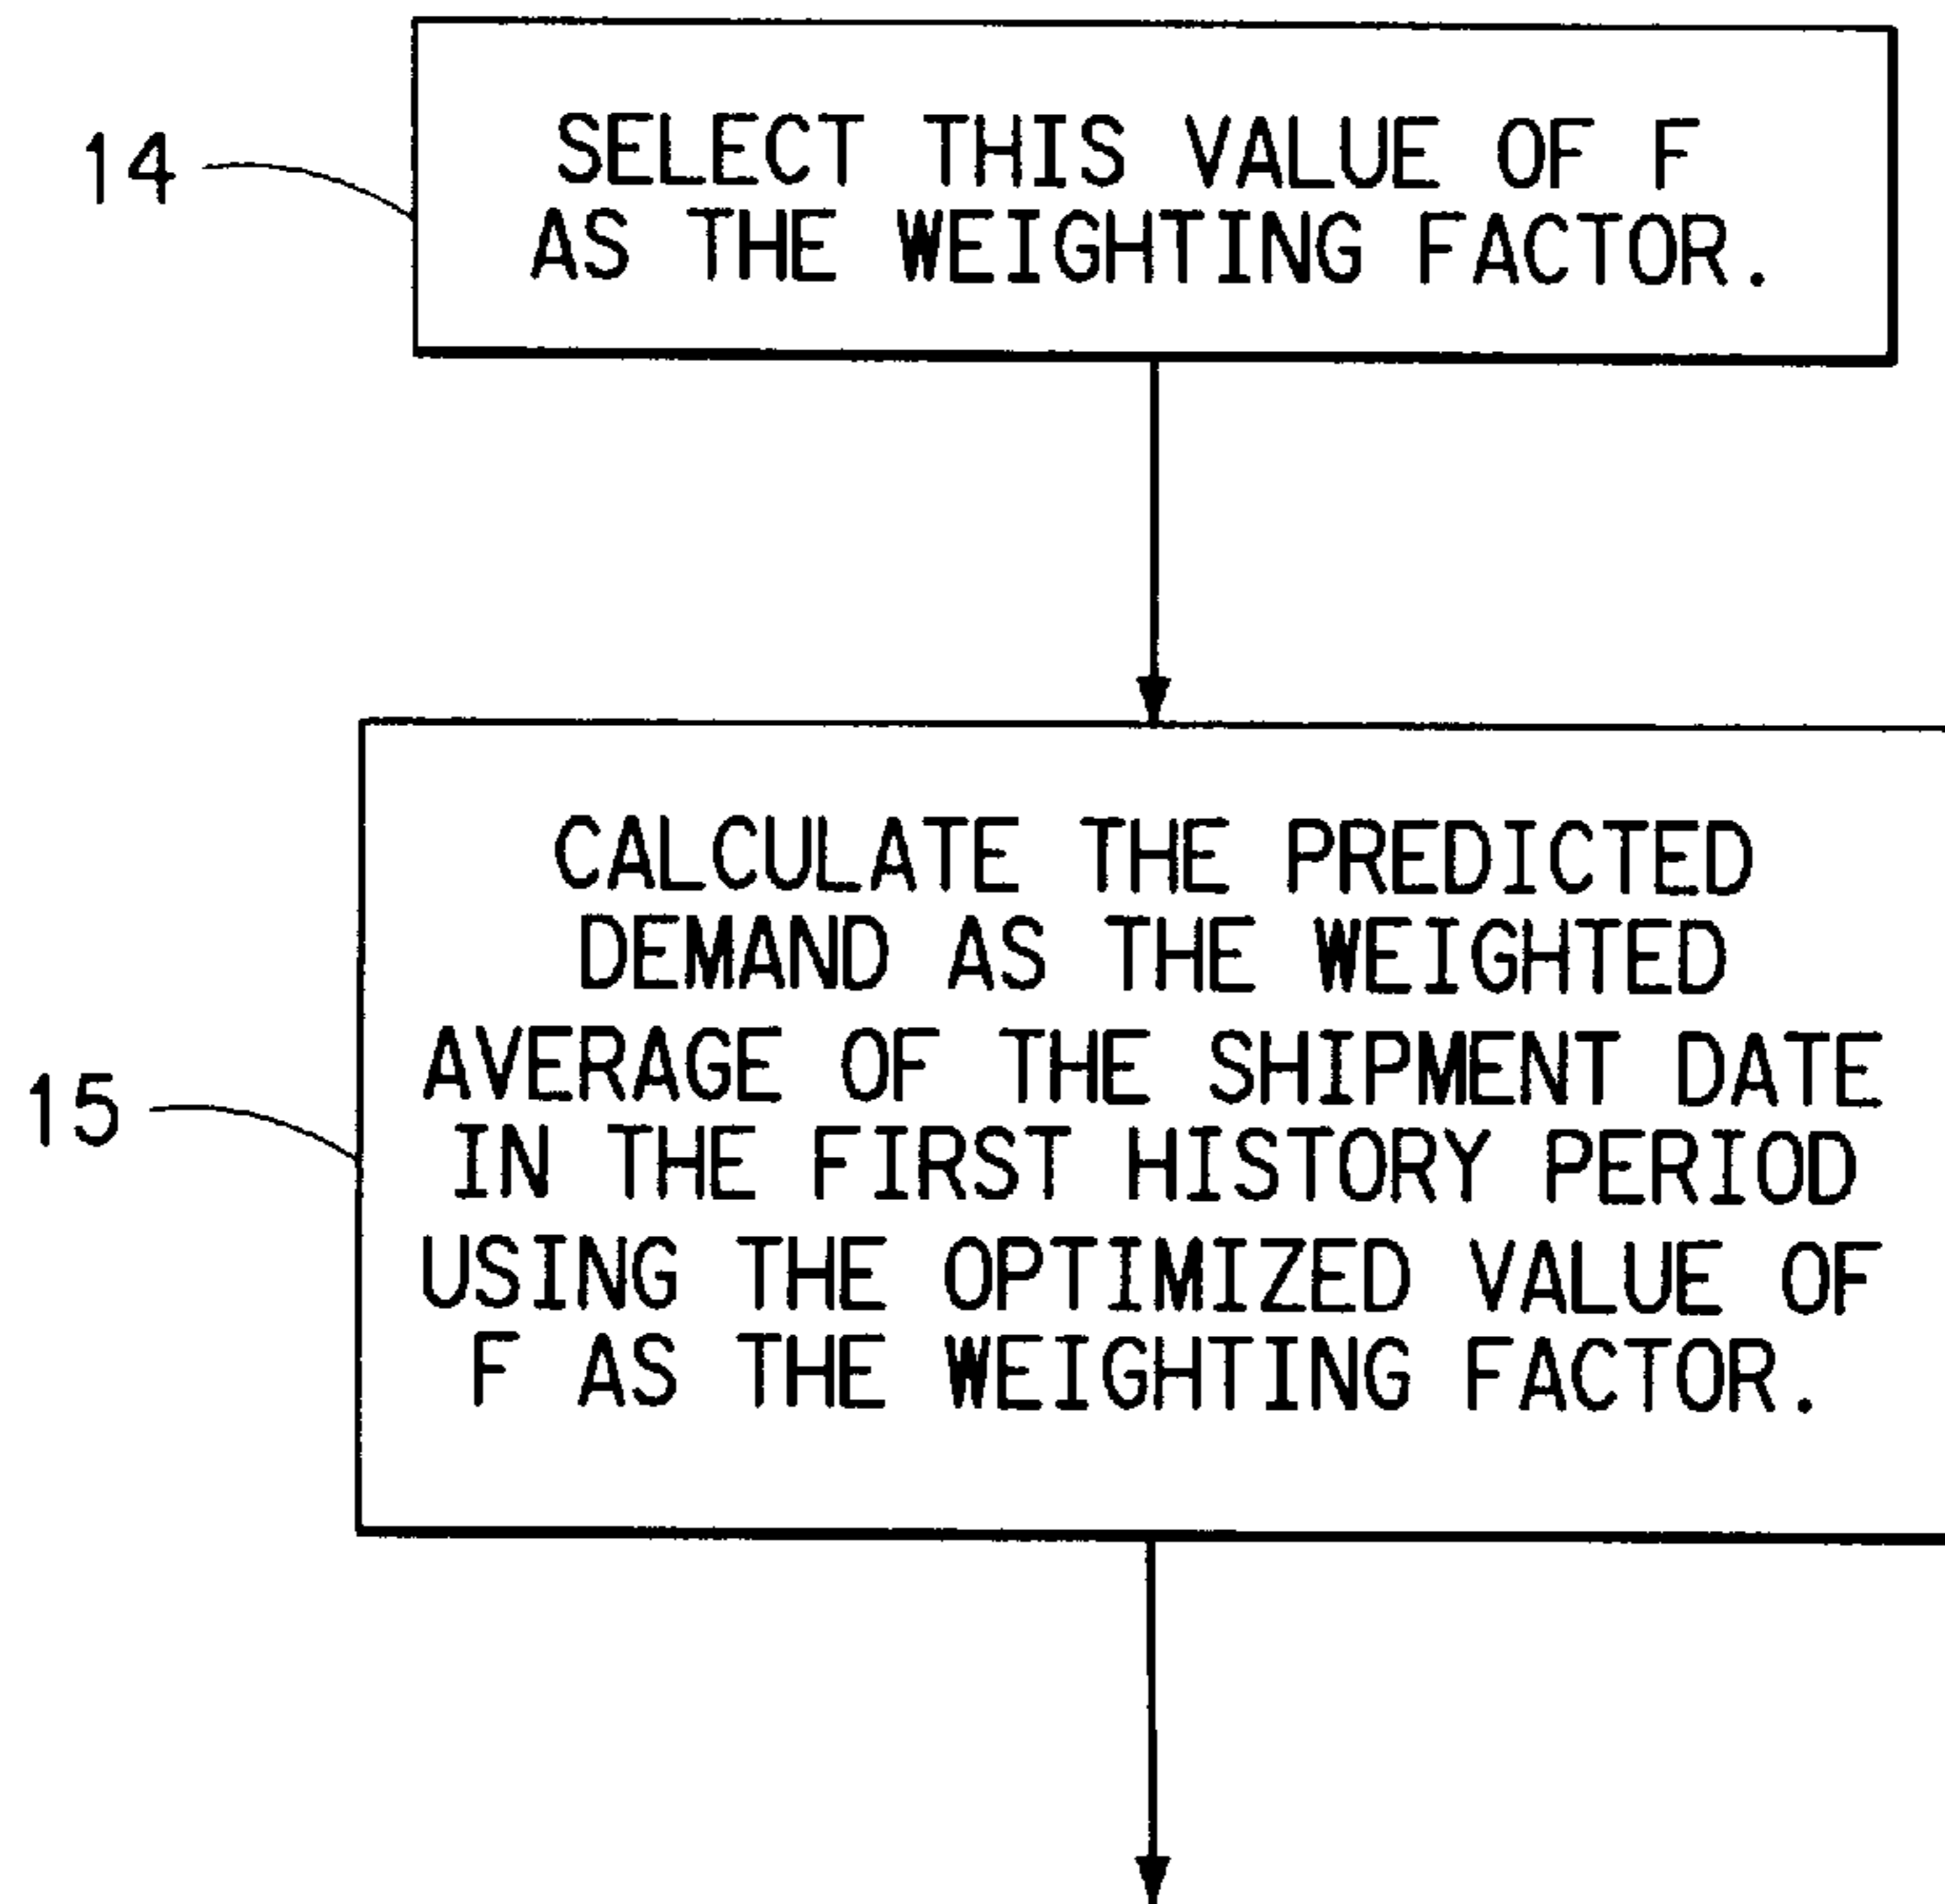 14
SELECT THIS VALUE OF F
AS THE WEIGHTING FACTOR.
15
CALCULATE THE PREDICTED
DEMAND AS THE WEIGHTED
AVERAGE OF THE SHIPMENT DATE
IN THE FIRST HISTORY PERIOD
USING THE OPTIMIZED VALUE OF
F AS THE WEIGHTING FACTOR.